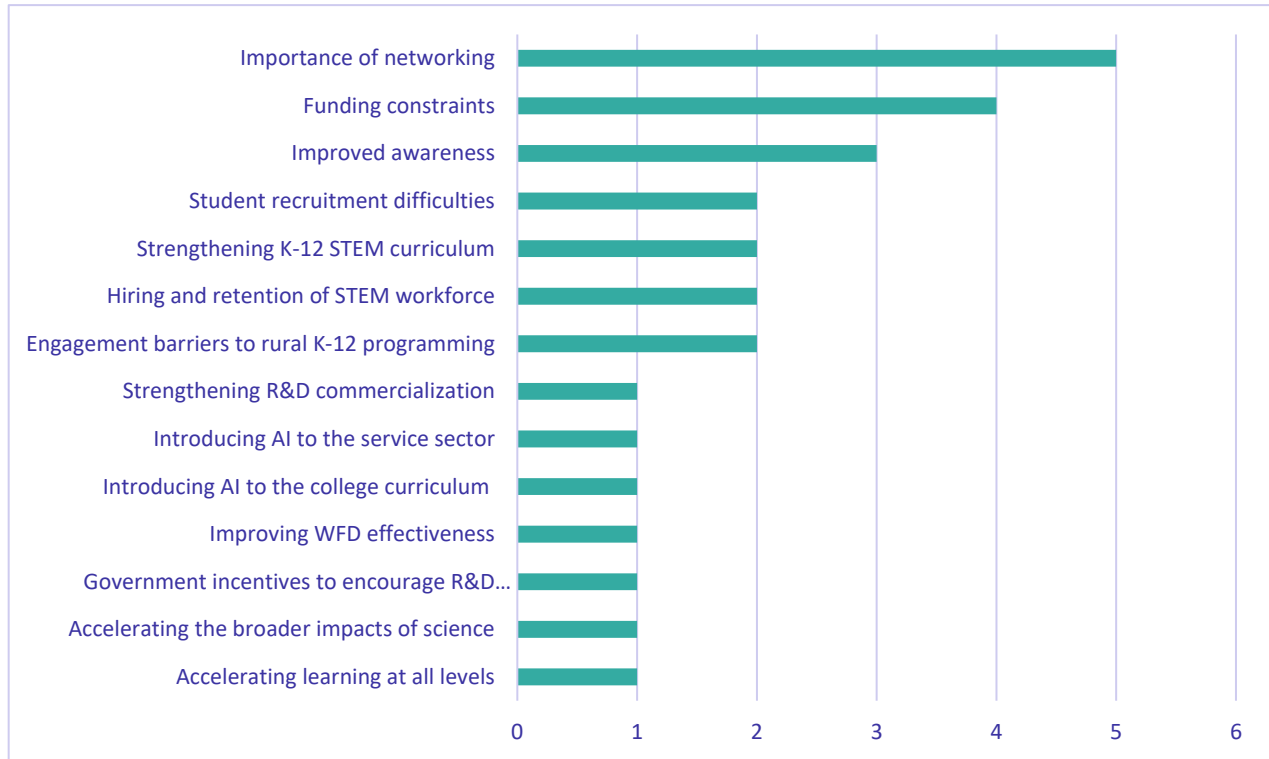 Importance of networking
Funding constraints
Improved awareness
Student recruitment difficulties
Strengthening K-12 STEM curriculum
Hiring and retention of STEM workforce
Engagement barriers to rural K-12 programming
Strengthening R&D commercialization
Introducing AI to the service sector
Introducing AI to the college curriculum
Improving WFD effectiveness
Government incentives to encourage R&D...
Accelerating the broader impacts of science
Accelerating learning at all levels
0 1 2 3 4 5 6